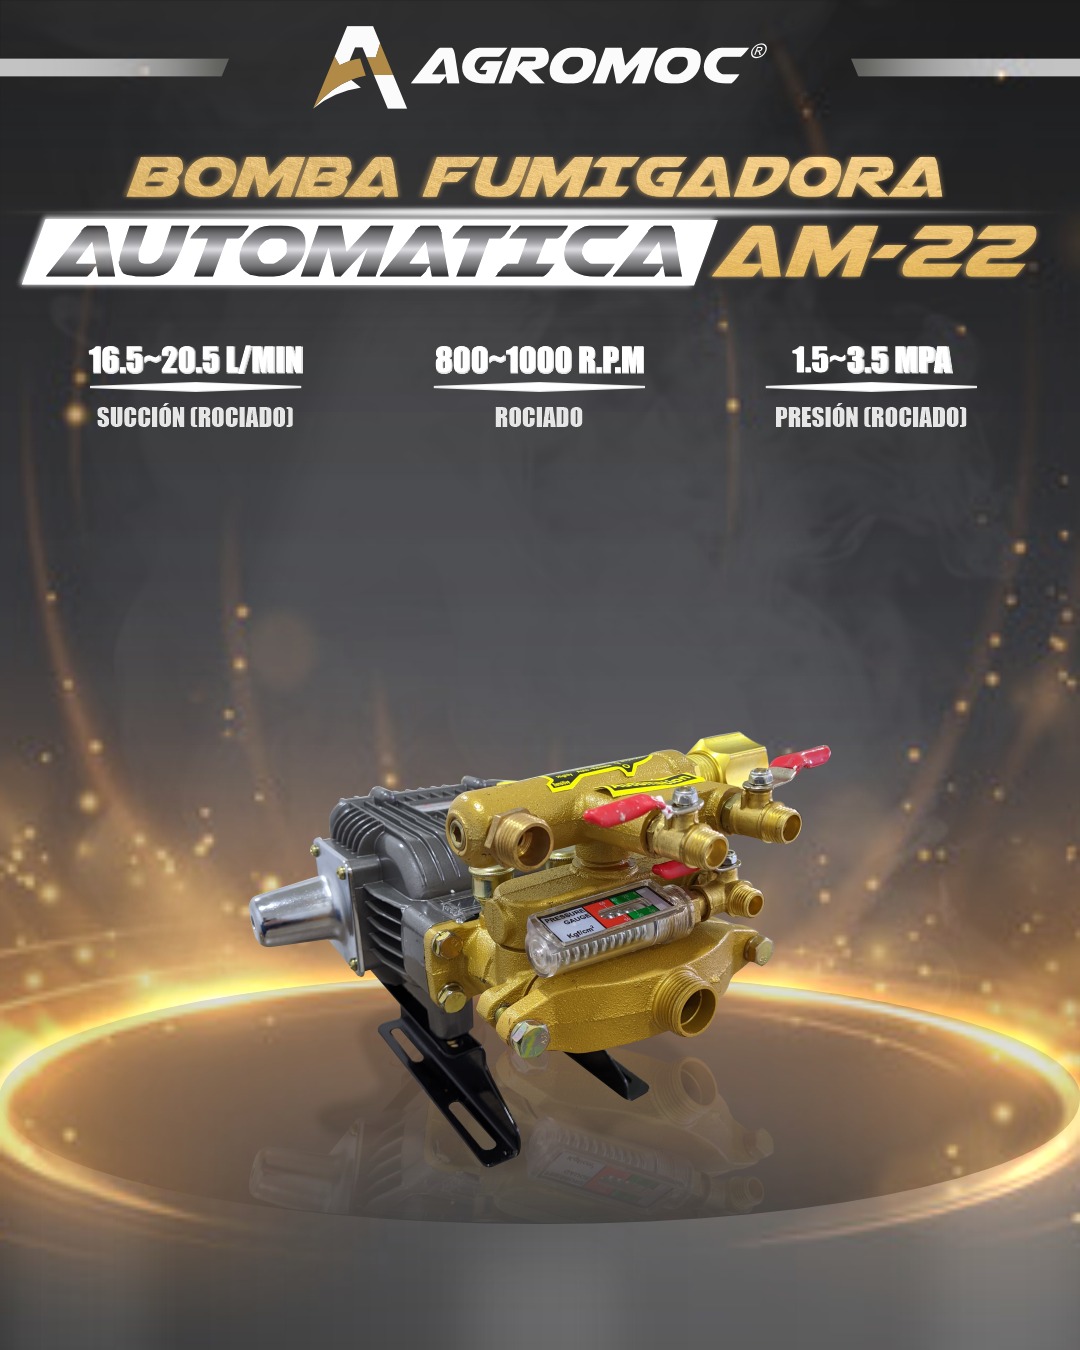 AGROMOC®
BOMBA FUMIGADORA
AUTOMATICA AM-22
16.5~20.5 L/MIN
SUCCIÓN (ROCIADO)
800~1000 R.P.M
ROCIADO
1.5~3.5 MPA
PRESIÓN (ROCIADO)
PRESSURE
GAUGE
Kgf/cm²